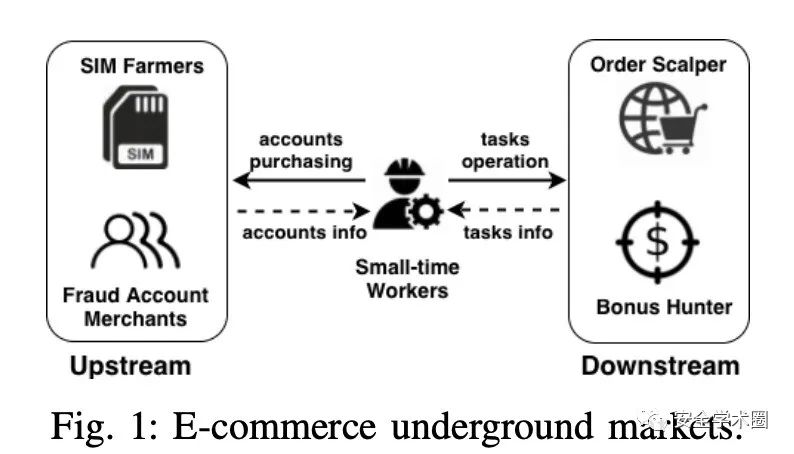 SIM Farmers
SIM
Fraud Account
Merchants
Upstream
accounts
purchasing
accounts info
tasks
operation
tasks info
Small-time
Workers
Order Scalper
$
Bonus Hunter
Downstream
Fig. 1: E-commerce underground markets.
安全学术圈